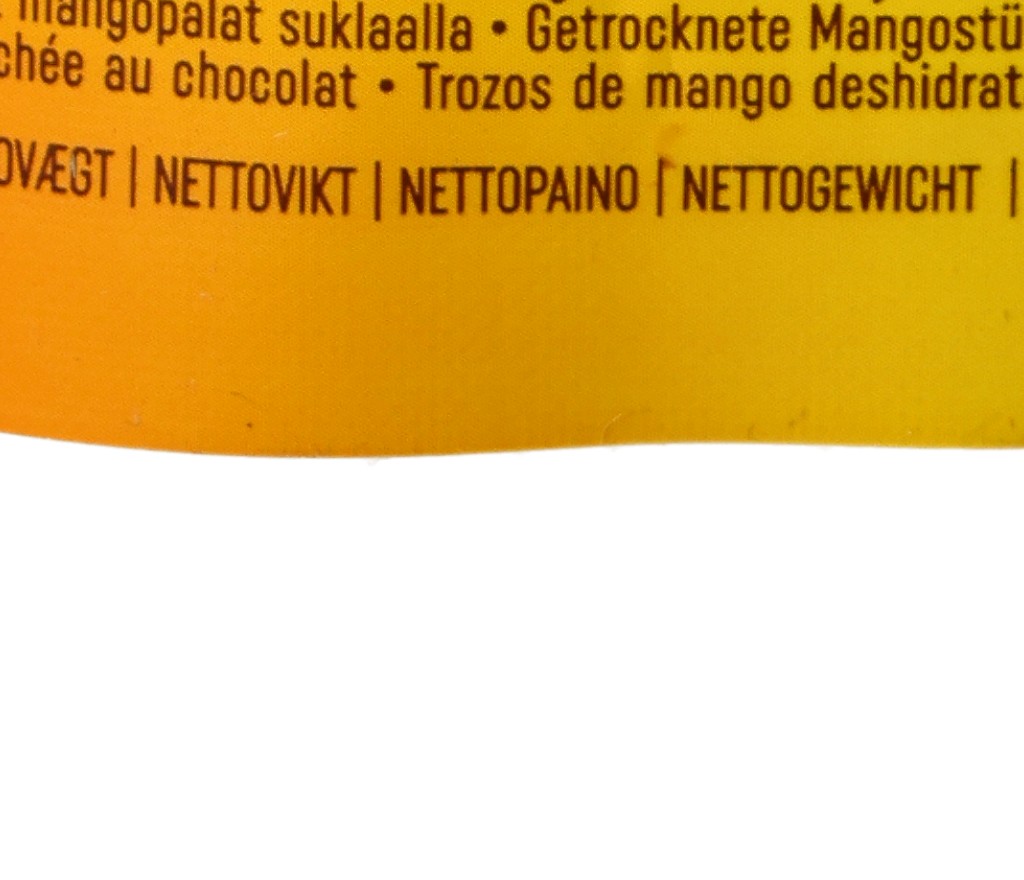 mangopalat suklaalla • Getrocknete Mangostü
chée au chocolat • Trozos de mango deshidrat
OVÆGT | NETTOVIKT | NETTOPAINO | NETTOGEWICHT |